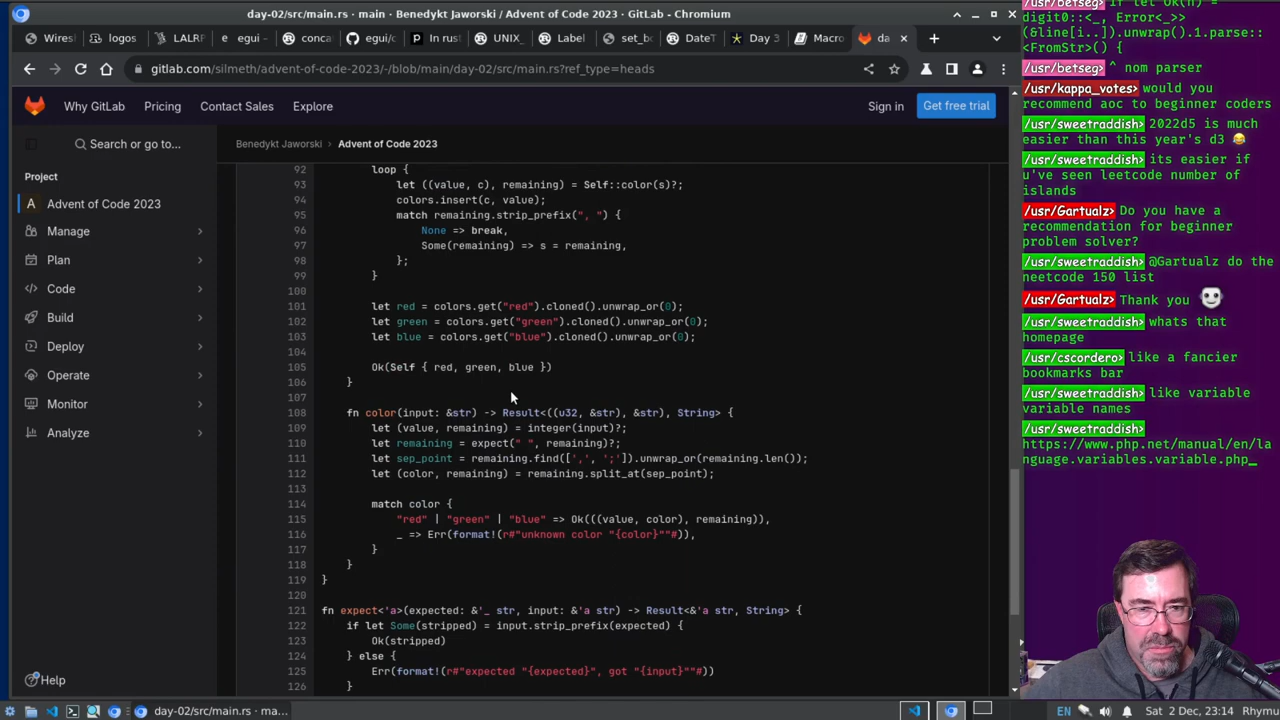 day-02/src/main.rs · main · Benedykt Jaworski / Advent of Code 2023 · GitLab - Chromium
Wires
logos
LALRP
egui -
co
egui/
In rust
UNIX
Label
set_b
DateT
Day 3
Macro
da
gitlab.com/silmeth/advent-of-
main/day-02/src/main.rs?ref_type=heads
Why GitLab
Pricing
Contact Sales
Explore
Sign in
Get free trial
Search or go to...
Benedykt Jaworski
Advent of Code 202
Project
A Advent of Code 2023
Manage
Plan
Code
Build
Deploy
Operate
Monitor
Analyze
Help
92 loop {
93 let ((value, c), remaining) = Self::color(s)?;
94 colors.insert(c, value);
95 match remaining.strip_prefix(", ") {
96 None => break,
97 Some(remaining) => s = remaining,
98 };
99 }
100
101 let red = colors.get("red").cloned().unwrap_or(0);
102 let green = colors.get("green").cloned().unwrap_or(0);
103 let blue = colors.get("blue").cloned().unwrap_or(0);
104
105 Ok(Self { red, green, blue })
106 }
107
108 fn color(input: &str) -> Result<((u32, &str), &str), String> {
109 let (value, remaining) = integer(input)?;
110 let remaining = expect(" ", remaining)?;
111 let sep_point = remaining.find([',', ';']).unwrap_or(remaining.len());
112 let (color, remaining) = remaining.split_at(sep_point);
113
114 match color {
115 "red" | "green" | "blue" => Ok(((value, color), remaining)),
116 _ => Err(format!(r#"unknown color "{color}""#)),
117 }
118 }
119 }
120
121 fn expect<'a>(expected: &'_ str, input: &'a str) -> Result<&'a str, String> {
122 if let Some(stripped) = input.strip_prefix(expected) {
123 Ok(stripped)
124 } else {
125 Err(format!(r#"expected "{expected}", got "{input}""#))
126 }
/usr/betseg> if let Ok(n) =
digit0::<_, Error<_>>
(&line[i..]).unwrap().1.parse::
<FromStr>() {
/usr/betseg> ^ nom parser
/usr/kappa_votes> would you
recommend aoc to beginner coders
/usr/sweetraddish> 2022d5 is much
easier than this year's d3 😂
/usr/sweetraddish> its easier if
u've seen leetcode number of
islands
/usr/Gartualz> Do you have a
recommendation for beginner
problem solver?
/usr/sweetraddish> @Gartualz do the
neetcode 150 list
/usr/Gartualz> Thank you
/usr/sweetraddish> whats that
homepage
/usr/cscordero> like a fancier
bookmarks bar
/usr/sweetraddish> like variable
variable names
/usr/sweetraddish>
https://www.php.net/manual/en/la
nguage.variables.variable.php_
day-02/src/main.rs · ma...
EN
Sat 2 Dec, 23:14
Rhymu